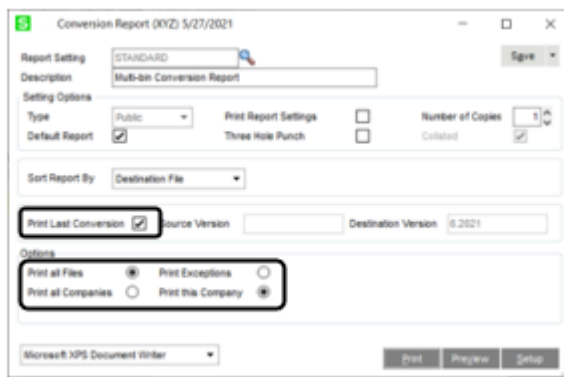 S Conversion Report (XYZ) 5/27/2021
Report Setting STANDARD Save
Description Multi-bin Conversion Report
Setting Options
Type Public Print Report Settings Number of Copies 1
Default Report Three Hole Punch Collated
Sort Report By Destination File
Print Last Conversion Source Version Destination Version 6.2021
Options
Print all Files Print Exceptions
Print all Companies Print this Company
Microsoft XPS Document Writer Print Preview Setup